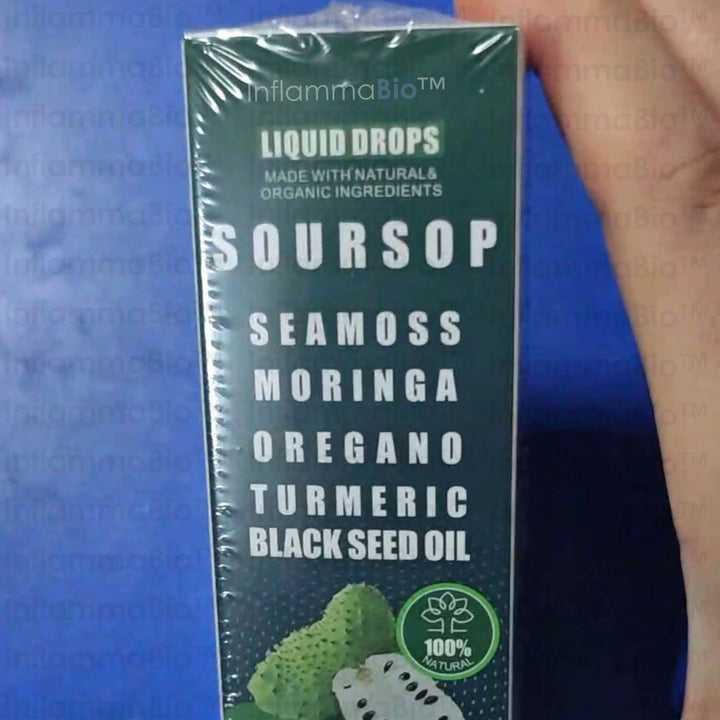 InflammaBio™
LIQUID DROPS
MADE WITH NATURAL&
ORGANIC INGREDIENTS
SOURSOP
SEAMOSS
MORINGA
OREGANO
TURMERIC
BLACK SEED OIL
100%
NATURAL